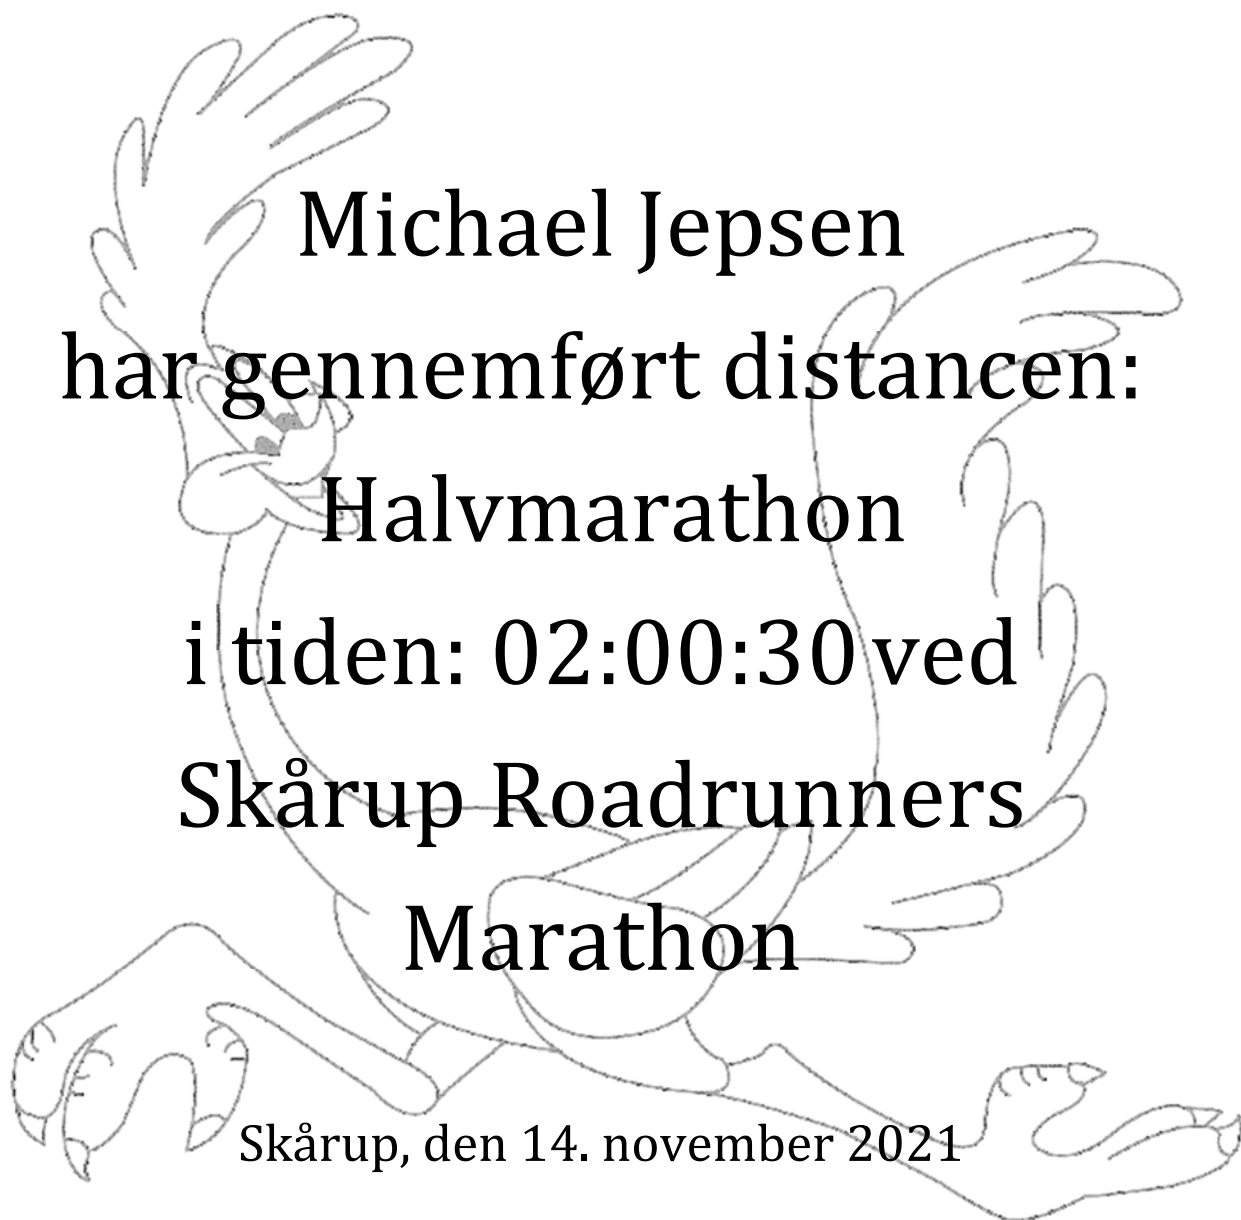 Michael Jepsen
har gennemført distancen:
Halvmarathon
i tiden: 02:00:30 ved
Skårup Roadrunners
Marathon
Skårup, den 14. november 2021